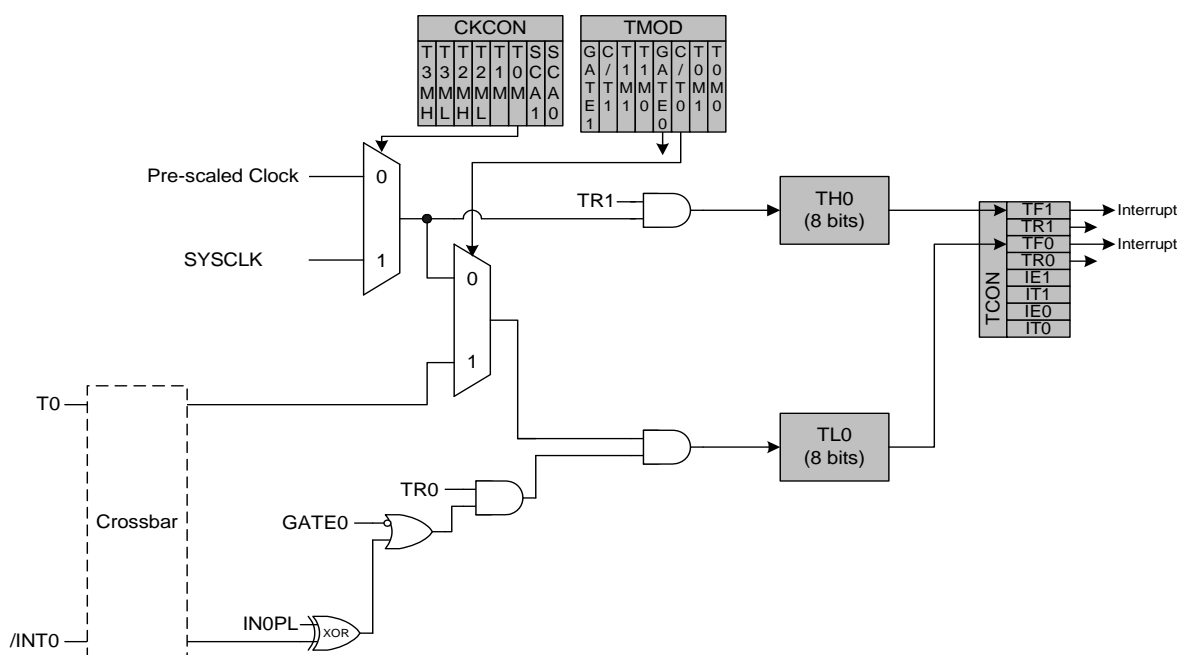 CKCON
T3MH
T3ML
T2MH
T2ML
T1M
T0M
SCA1
SCA0
TMOD
GATE1
C/T1
T1M1
T1M0
GATE0
C/T0
T0M1
T0M0
Pre-scaled Clock
0
SYSCLK
1
TR1
TH0
(8 bits)
TCON
TF1
TR1
TF0
TR0
IE1
IT1
IE0
IT0
Interrupt
Interrupt
0
1
T0
Crossbar
TL0
(8 bits)
TR0
GATE0
IN0PL
XOR
/INT0